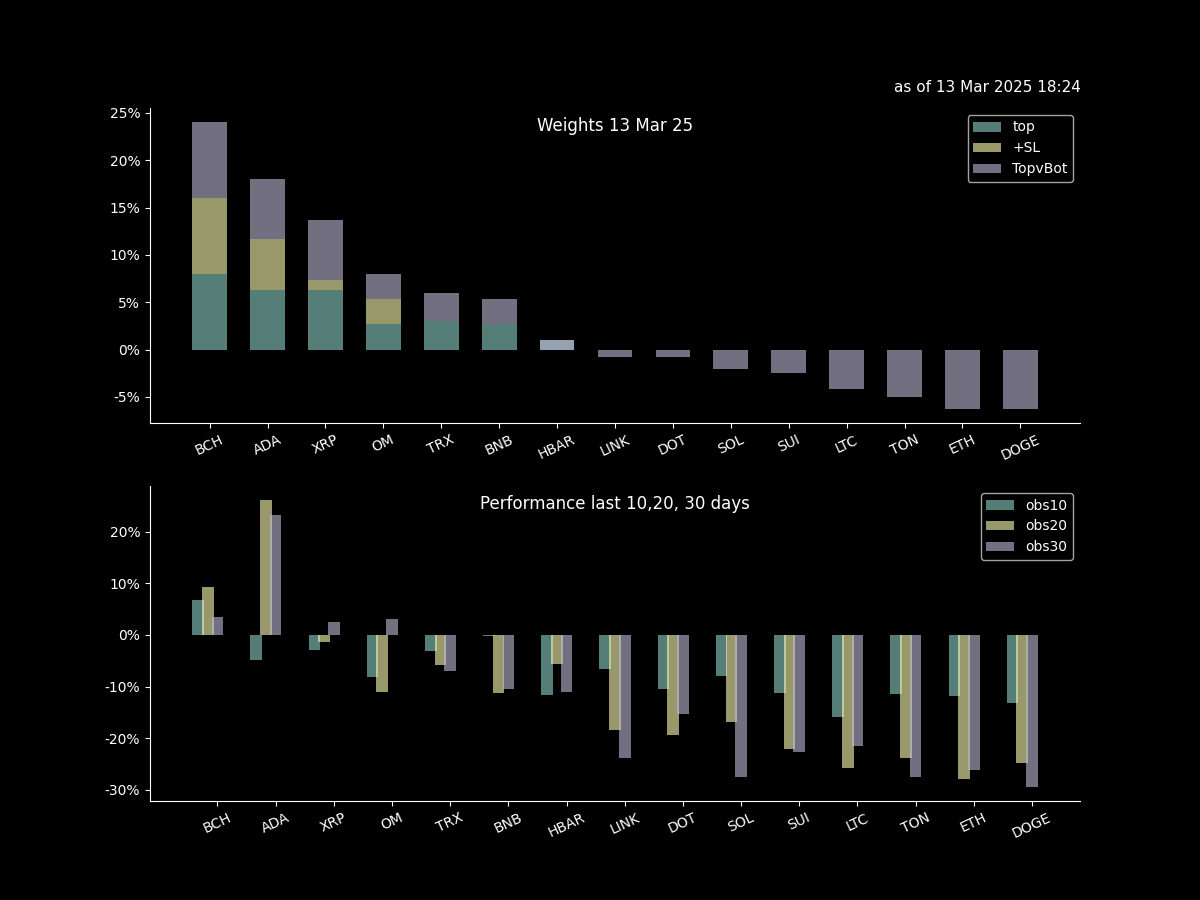 as of 13 Mar 2025 18:24
Weights 13 Mar 25
top
+SL
TopvBot
25%
20%
15%
10%
5%
0%
-5%
BCH ADA XRP OM TRX BNB HBAR LINK DOT SOL SUI LTC TON ETH DOGE
Performance last 10,20, 30 days
obs10
obs20
obs30
20%
10%
0%
-10%
-20%
-30%
BCH ADA XRP OM TRX BNB HBAR LINK DOT SOL SUI LTC TON ETH DOGE